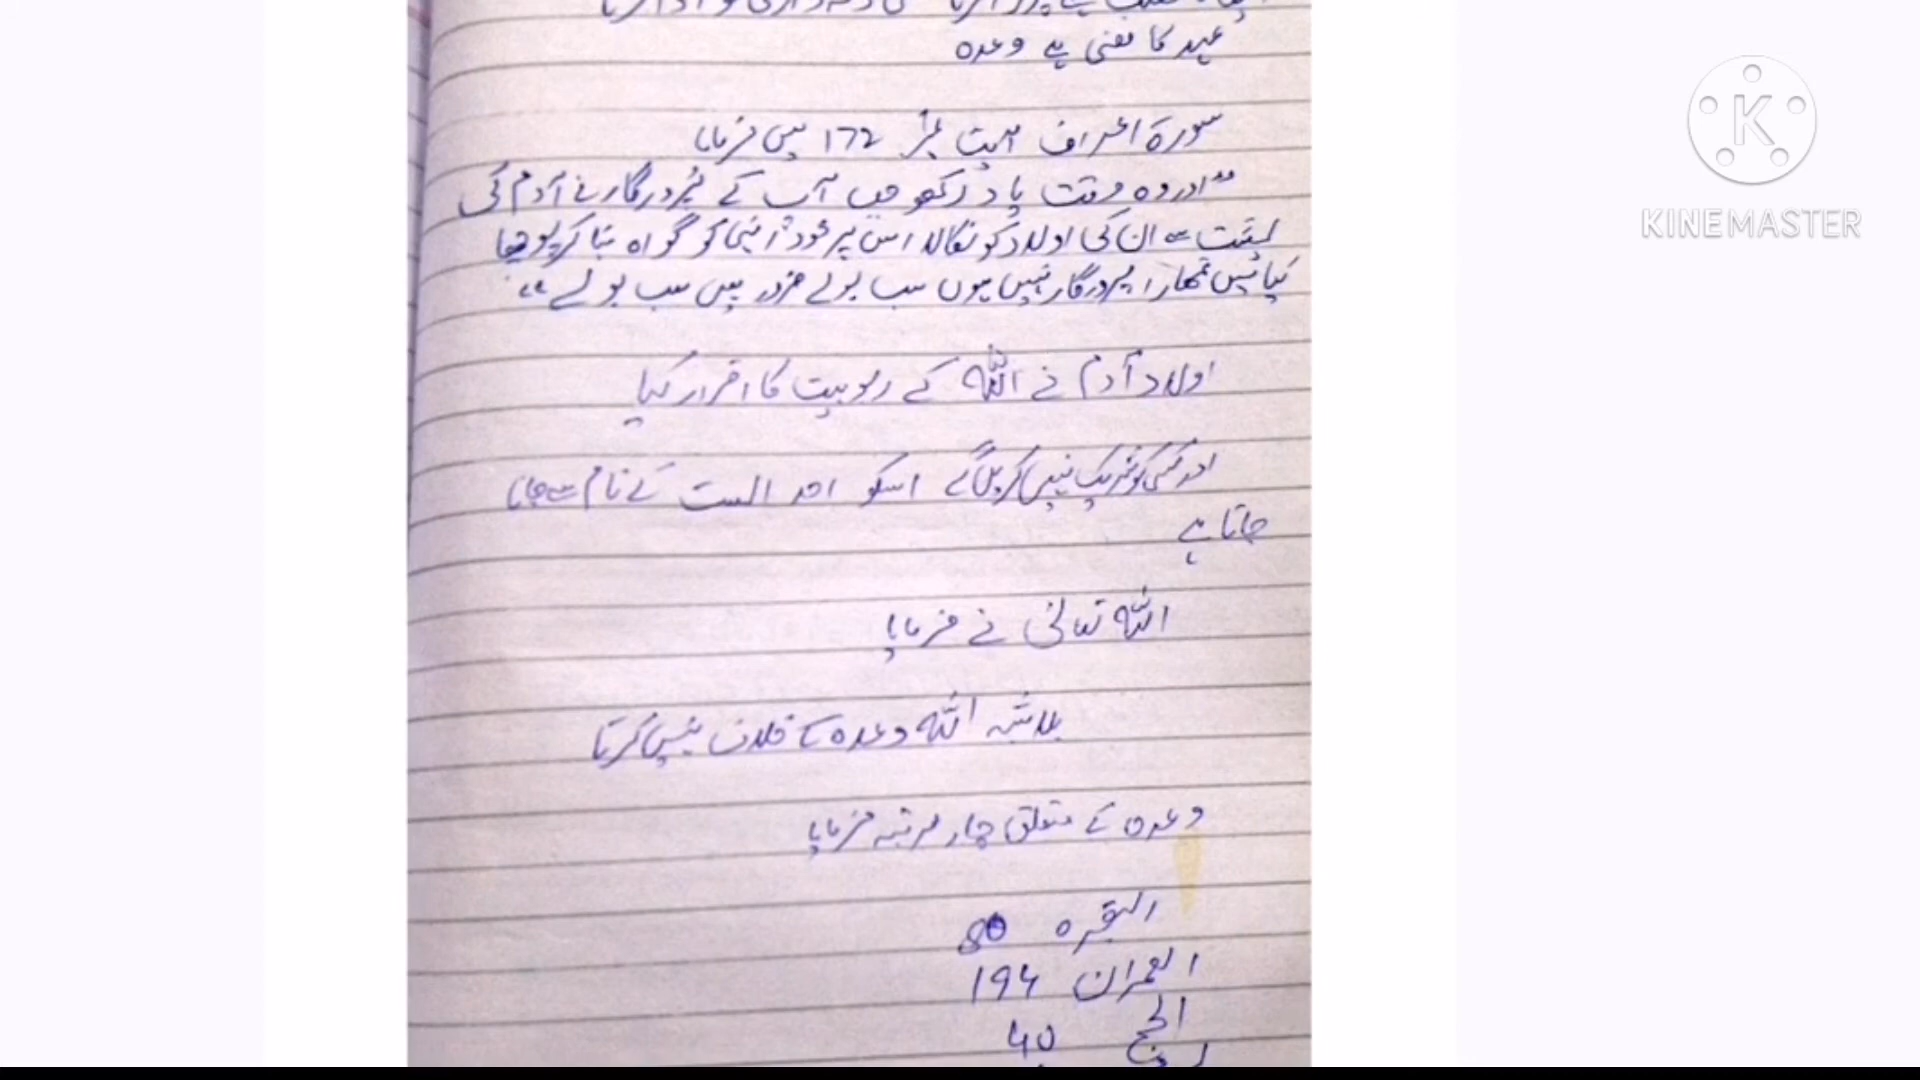 عہد کا معنی ہے وعدہ
سورۃ اعراف آیت نمبر 172 میں فرمایا
"اور وہ وقت یاد رکھو جب آپ کے پروردگار نے آدم کی
پشت سے ان کی اولاد کو نکالا اس پر خود انہی کو گواہ بنا کر پوچھا
کیا میں تمھارا پروردگار نہیں ہوں سب بولے ضرور ہیں سب بولے"
اولاد آدم نے اللہ کے ربوبیت کا اقرار کیا
اور کسی کو شریک نہیں کریں گے اسکو الست کے نام سے جانا
جاتا ہے
اللہ تعالیٰ نے فرمایا
بلاشبہ اللہ وعدہ کے خلاف نہیں کرتا
وعدہ کے متعلق چار مرتبہ فرمایا
البقرہ 80
العمران 194
الحج
KINEMASTER